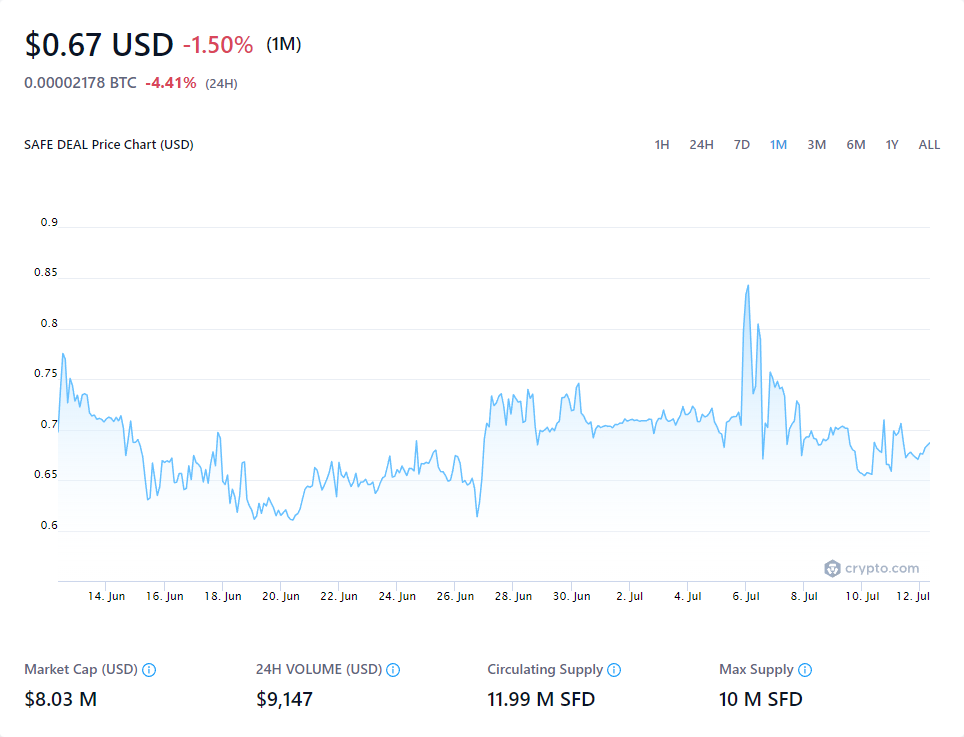 $0.67 USD -1.50% (1M)
0.00002178 BTC -4.41% (24H)
SAFE DEAL Price Chart (USD) 1H 24H 7D 1M 3M 6M 1Y ALL
0.9
0.85
0.8
0.75
0.7
0.65
0.6
crypto.com
14. Jun 16. Jun 18. Jun 20. Jun 22. Jun 24. Jun 26. Jun 28. Jun 30. Jun 2. Jul 4. Jul 6. Jul 8. Jul 10. Jul 12. Jul
Market Cap (USD) 24H VOLUME (USD) Circulating Supply Max Supply
$8.03 M $9,147 11.99 M SFD 10 M SFD